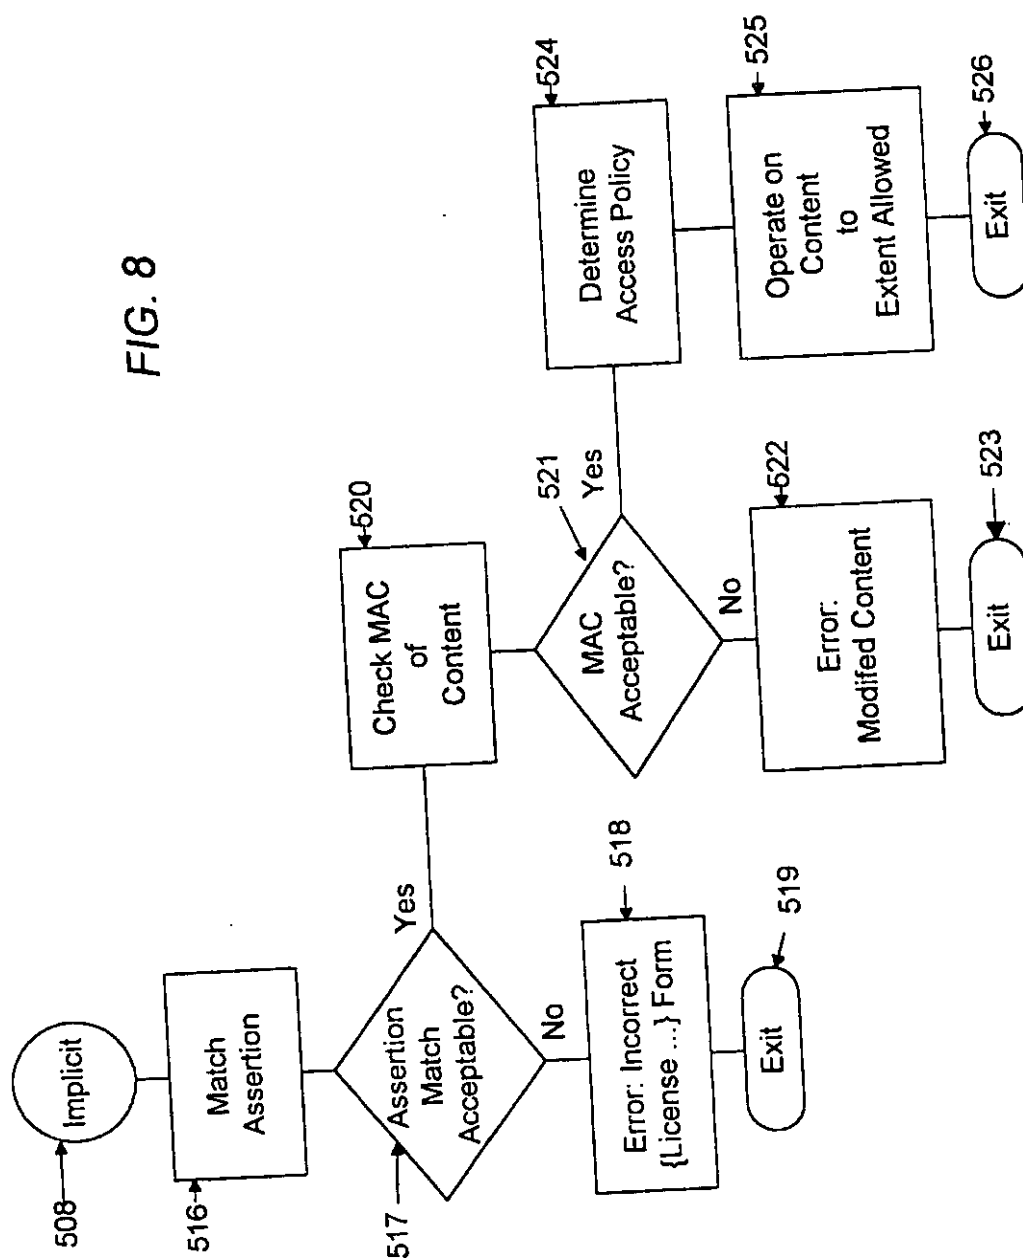 FIG. 8
508
Implicit
516
Match
Assertion
517
Assertion
Match
Acceptable?
Yes
No
518
Error: Incorrect
{License ...} Form
519
Exit
520
Check MAC
of
Content
521
MAC
Acceptable?
Yes
No
522
Error:
Modifed Content
523
Exit
524
Determine
Access Policy
525
Operate on
Content
to
Extent Allowed
526
Exit